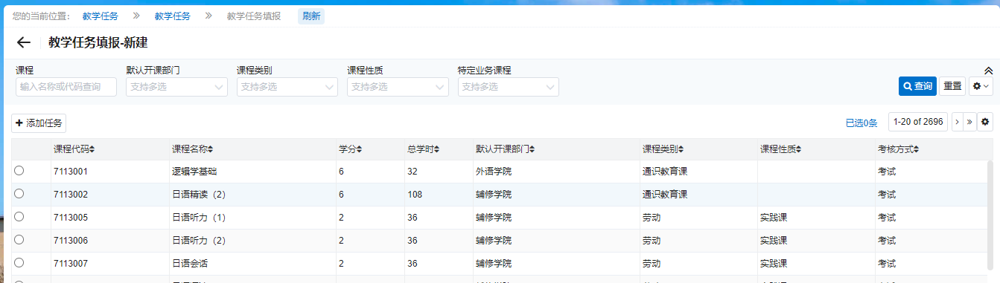 您的当前位置： 教学任务 教学任务 教学任务填报 刷新
教学任务填报-新建
课程 默认开课部门 课程类别 课程性质 特定业务课程
输入名称或代码查询 支持多选 支持多选 支持多选 支持多选 查询 重置
添加任务 已选0条 1-20 of 2696
课程代码 课程名称 学分 总学时 默认开课部门 课程类别 课程性质 考核方式
7113001 逻辑学基础 6 32 外语学院 通识教育课 考试
7113002 日语精读（2） 6 108 辅修学院 通识教育课 考试
7113005 日语听力（1） 2 36 辅修学院 劳动 实践课 考试
7113006 日语听力（2） 2 36 辅修学院 劳动 实践课 考试
7113007 日语会话 2 36 辅修学院 劳动 实践课 考试